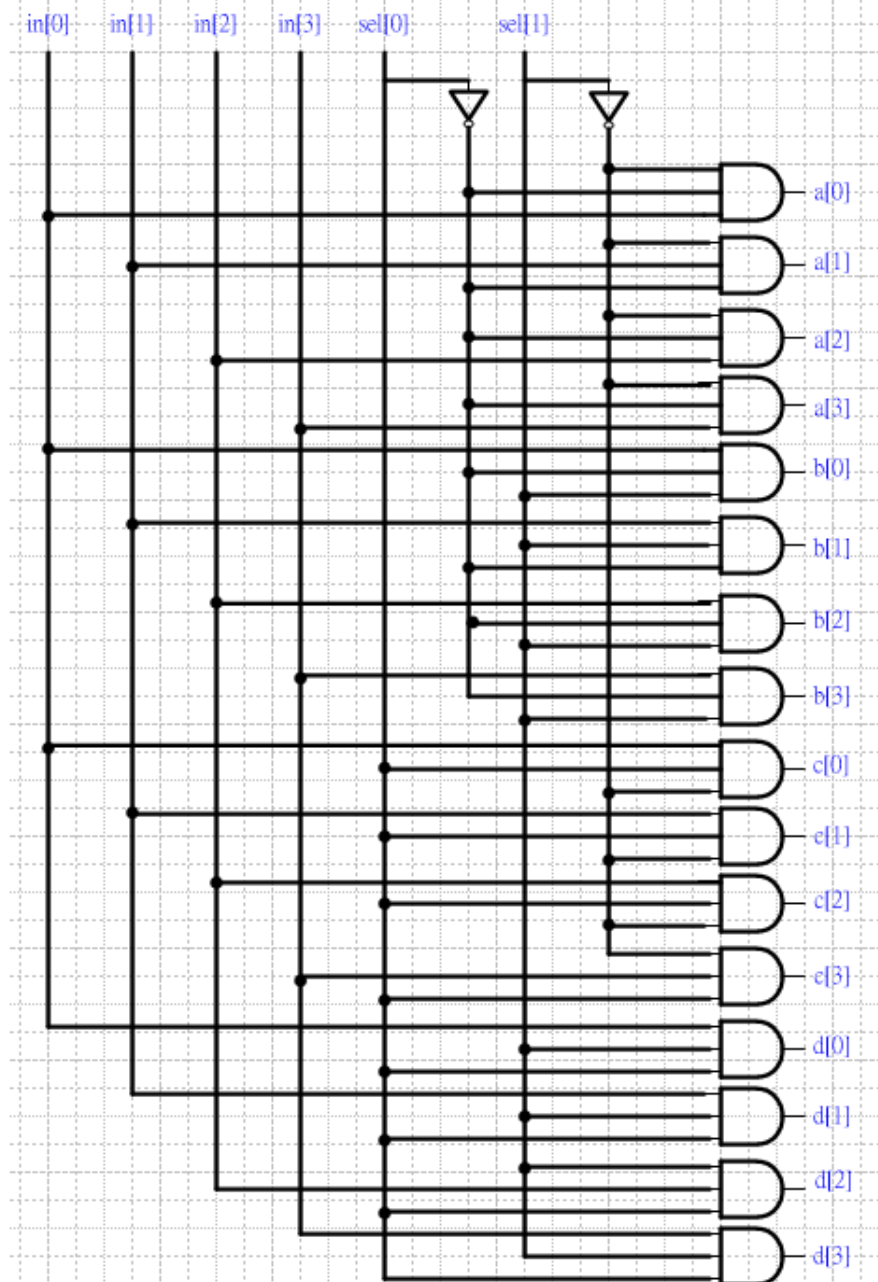 in[0] in[1] in[2] in[3] sel[0] sel[1]
a[0]
a[1]
a[2]
a[3]
b[0]
b[1]
b[2]
b[3]
c[0]
c[1]
c[2]
c[3]
d[0]
d[1]
d[2]
d[3]